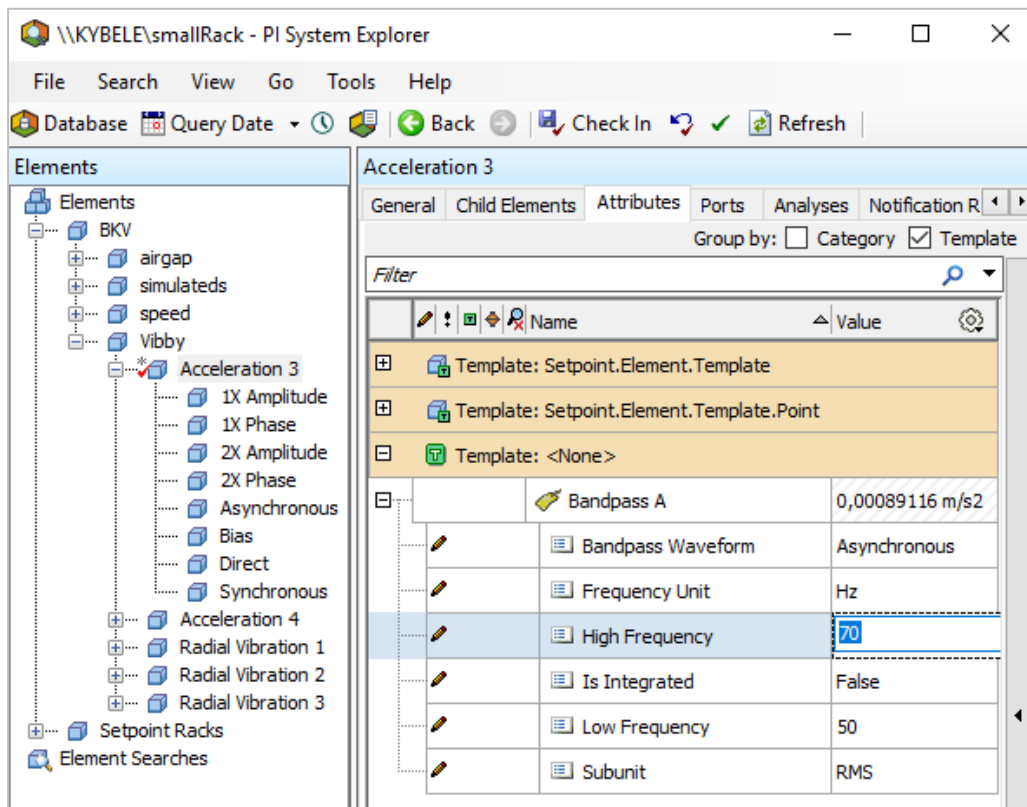 \\KYBELE\smallRack - PI System Explorer
File Search View Go Tools Help
Database Query Date Back Check In Refresh
Elements
Elements
BKV
airgap
simulateds
speed
Vibby
Acceleration 3
1X Amplitude
1X Phase
2X Amplitude
2X Phase
Asynchronous
Bias
Direct
Synchronous
Acceleration 4
Radial Vibration 1
Radial Vibration 2
Radial Vibration 3
Setpoint Racks
Element Searches
Acceleration 3
General Child Elements Attributes Ports Analyses Notification R
Group by: Category Template
Filter
Name Value
Template: Setpoint.Element.Template
Template: Setpoint.Element.Template.Point
Template: <None>
Bandpass A 0,00089116 m/s2
Bandpass Waveform Asynchronous
Frequency Unit Hz
High Frequency 70
Is Integrated False
Low Frequency 50
Subunit RMS